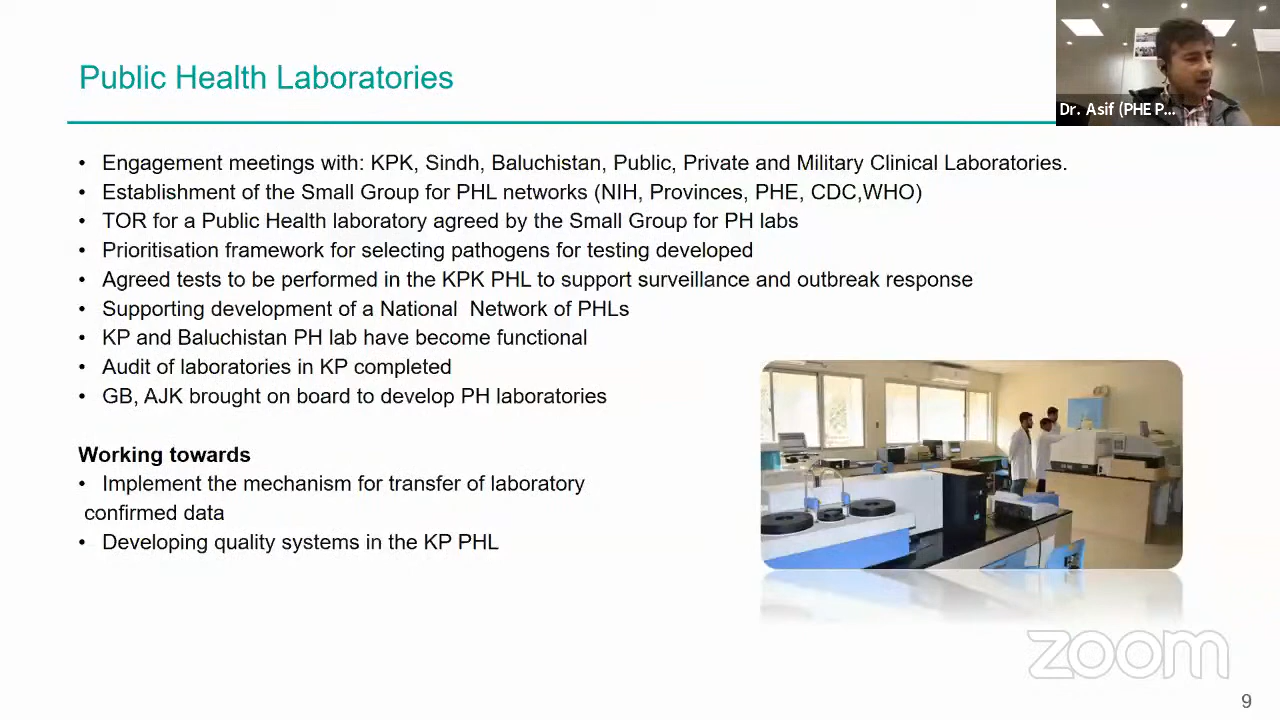 Public Health Laboratories
Dr. Asif (PHE P...
• Engagement meetings with: KPK, Sindh, Baluchistan, Public, Private and Military Clinical Laboratories.
• Establishment of the Small Group for PHL networks (NIH, Provinces, PHE, CDC,WHO)
• TOR for a Public Health laboratory agreed by the Small Group for PH labs
• Prioritisation framework for selecting pathogens for testing developed
• Agreed tests to be performed in the KPK PHL to support surveillance and outbreak response
• Supporting development of a National Network of PHLs
• KP and Baluchistan PH lab have become functional
• Audit of laboratories in KP completed
• GB, AJK brought on board to develop PH laboratories
Working towards
• Implement the mechanism for transfer of laboratory
confirmed data
• Developing quality systems in the KP PHL
zoom
9